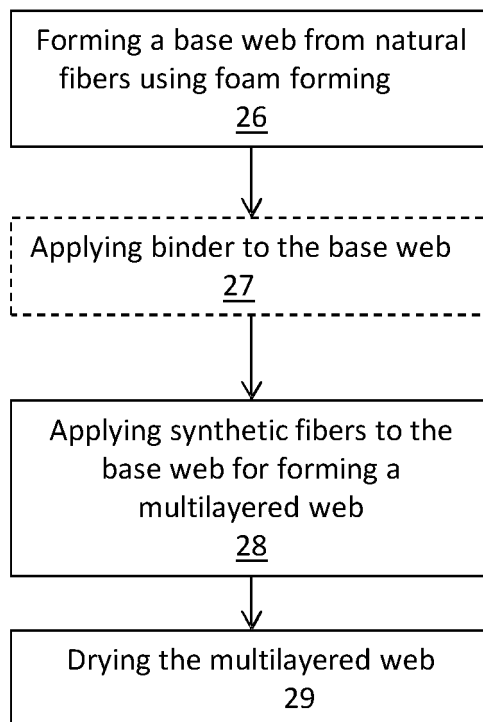 Forming a base web from natural
fibers using foam forming
26
Applying binder to the base web
27
Applying synthetic fibers to the
base web for forming a
multilayered web
28
Drying the multilayered web
29